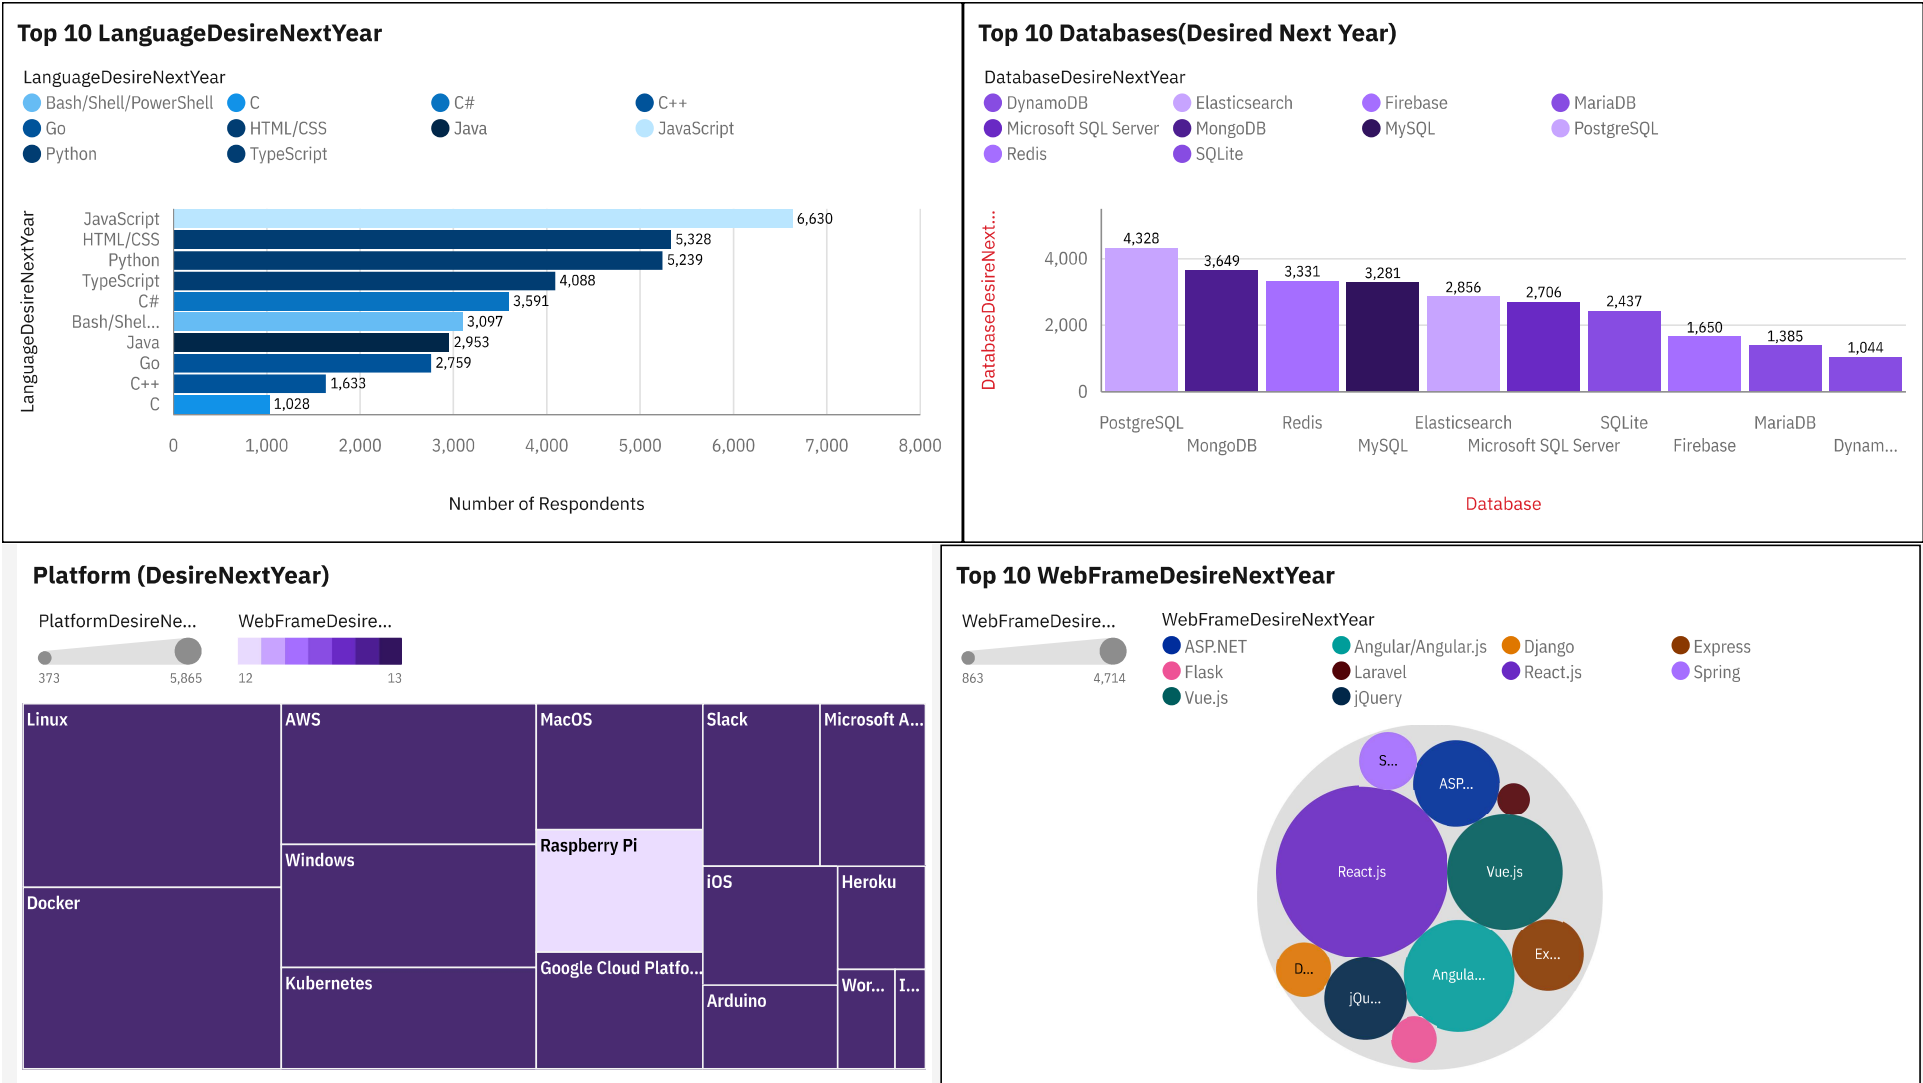 Top 10 LanguageDesireNextYear
LanguageDesireNextYear
Bash/Shell/PowerShell C C# C++
Go HTML/CSS Java JavaScript
Python TypeScript
LanguageDesireNextYear
JavaScript 6,630
HTML/CSS 5,328
Python 5,239
TypeScript 4,088
C# 3,591
Bash/Shel... 3,097
Java 2,953
Go 2,759
C++ 1,633
C 1,028
0 1,000 2,000 3,000 4,000 5,000 6,000 7,000 8,000
Number of Respondents
Top 10 Databases(Desired Next Year)
DatabaseDesireNextYear
DynamoDB Elasticsearch Firebase MariaDB
Microsoft SQL Server MongoDB MySQL PostgreSQL
Redis SQLite
DatabaseDesireNext...
4,000
2,000
0
4,328 3,649 3,331 3,281 2,856 2,706 2,437 1,650 1,385 1,044
PostgreSQL Redis Elasticsearch SQLite MariaDB
MongoDB MySQL Microsoft SQL Server Firebase Dynam...
Database
Platform (DesireNextYear)
PlatformDesireNe... WebFrameDesire...
373 5,865 12 13
Linux
Docker
AWS
Windows
Kubernetes
MacOS
Raspberry Pi
Google Cloud Platfo...
Slack
Microsoft A...
iOS
Arduino
Heroku
Wor...
I...
Top 10 WebFrameDesireNextYear
WebFrameDesire...
863 4,714
WebFrameDesireNextYear
ASP.NET Angular/Angular.js Django Express
Flask Laravel React.js Spring
Vue.js jQuery
S...
ASP...
React.js
Vue.js
Ex...
Angula...
D...
jQu...